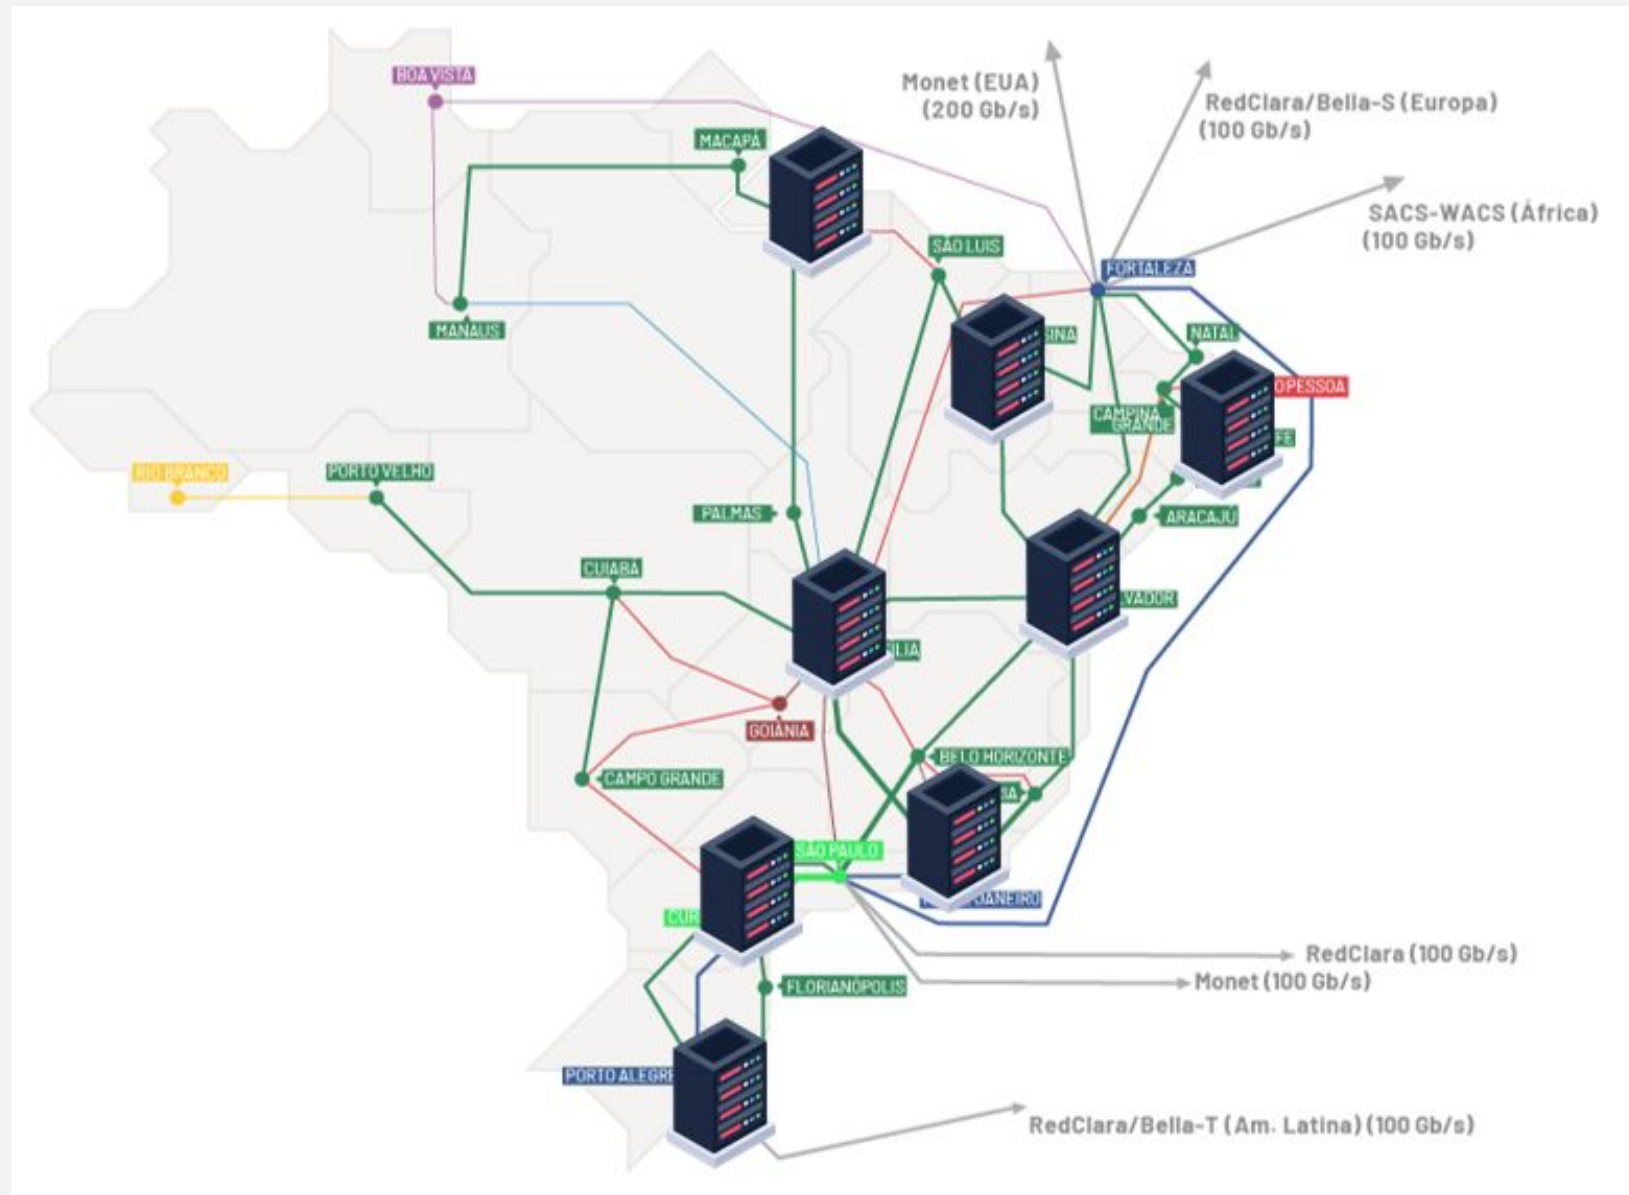 BOA VISTA
Monet (EUA)
(200 Gb/s)
RedClara/Bella-S (Europa)
(100 Gb/s)
MACAPÁ
SACS-WACS (África)
(100 Gb/s)
SÃO LUIS
FORTALEZA
MANAUS
NATAL
CAMPINA
GRANDE
RIO BRANCO
PORTO VELHO
PALMAS
ARACAJU
CUIABÁ
GOIÂNIA
BELO HORIZONTE
CAMPO GRANDE
SÃO PAULO
RedClara (100 Gb/s)
Monet (100 Gb/s)
FLORIANÓPOLIS
PORTO ALEGRE
RedClara/Bella-T (Am. Latina) (100 Gb/s)